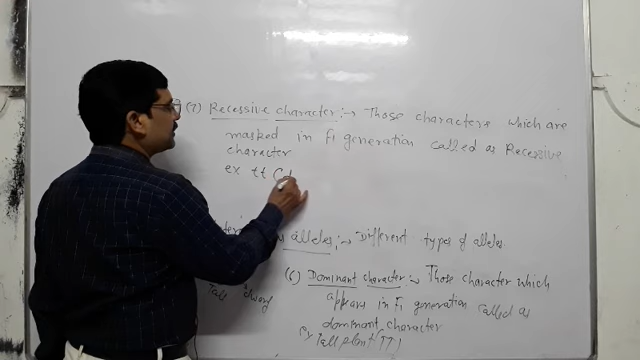 (7) Recessive character :→ Those characters which are
masked in F1 generation called as Recessive
character
ex tt (d
alleles :→ Different types of alleles.
(6) Dominant character :→ Those character which
appears in F1 generation called as
dominant character
ex Tall plant (TT)
Tall